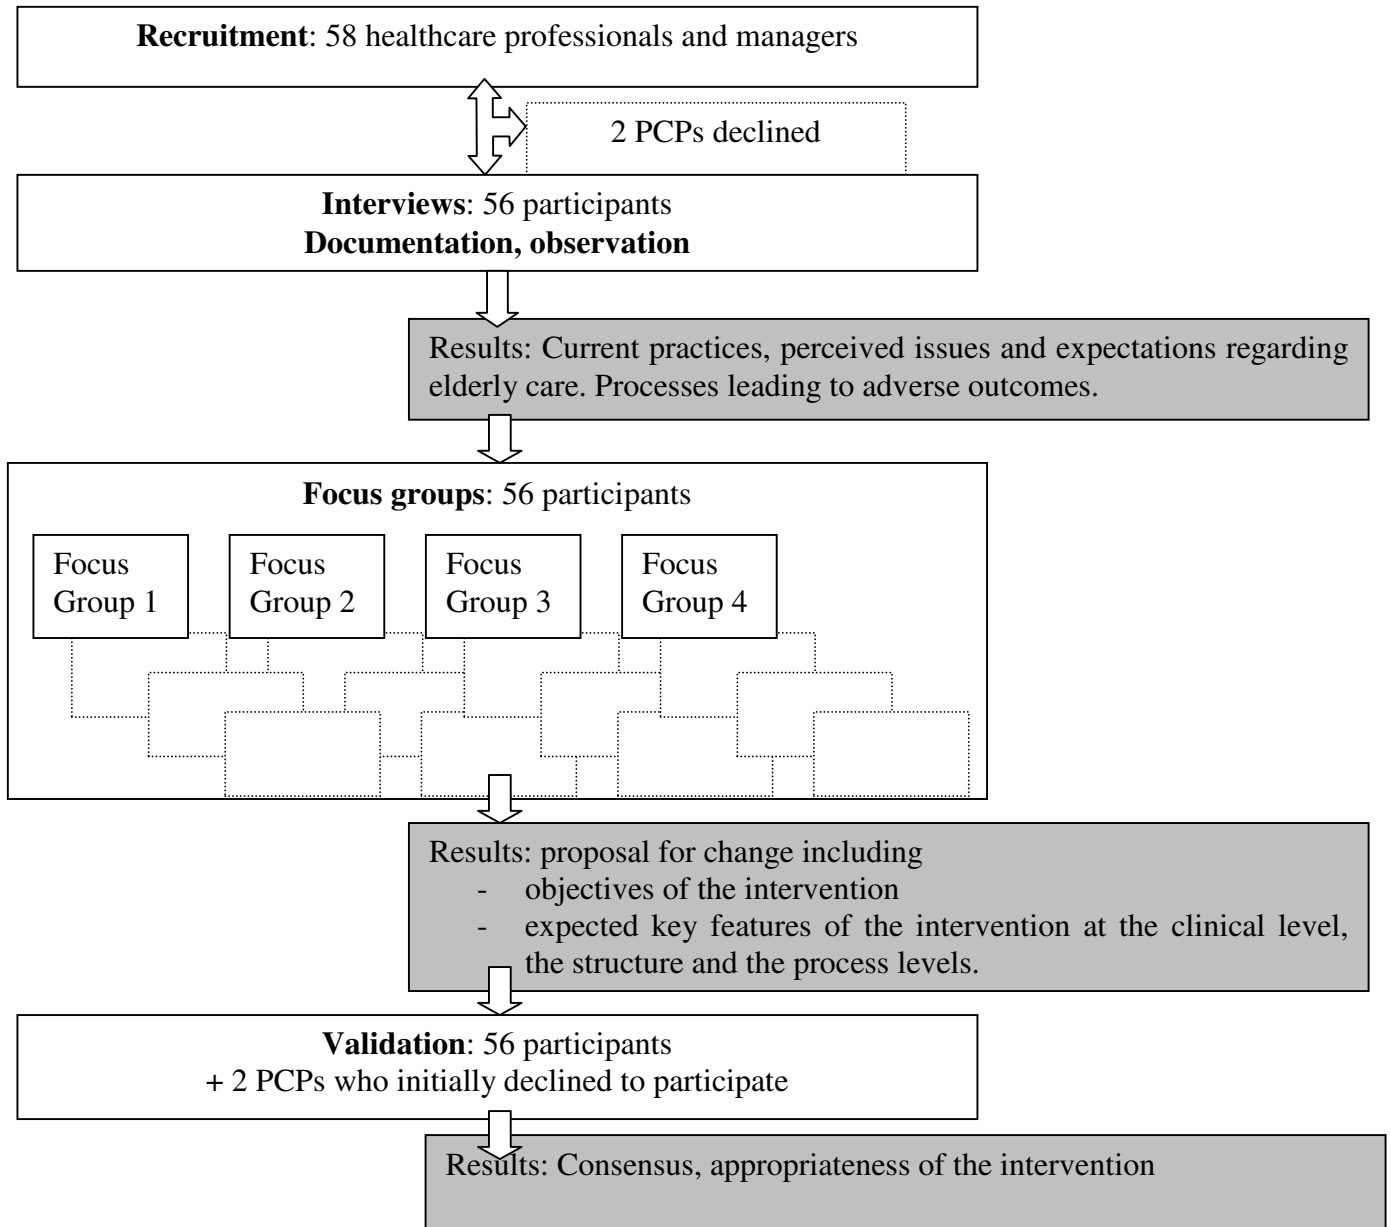 Recruitment: 58 healthcare professionals and managers
2 PCPs declined
Interviews: 56 participants
Documentation, observation
Results: Current practices, perceived issues and expectations regarding
elderly care. Processes leading to adverse outcomes.
Focus groups: 56 participants
Focus
Group 1
Focus
Group 2
Focus
Group 3
Focus
Group 4
Results: proposal for change including
- objectives of the intervention
- expected key features of the intervention at the clinical level,
the structure and the process levels.
Validation: 56 participants
+ 2 PCPs who initially declined to participate
Results: Consensus, appropriateness of the intervention